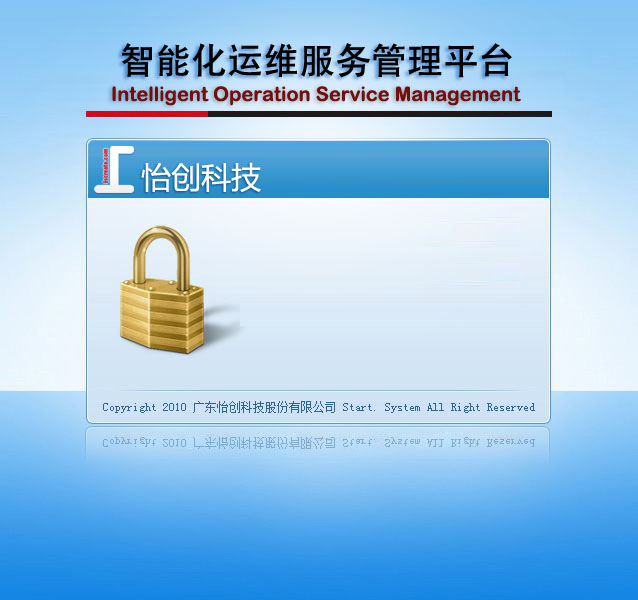 智能化运维服务管理平台
Intelligent Operation Service Management
怡创科技
Copyright 2010 广东怡创科技股份有限公司 Start. System All Right Reserved